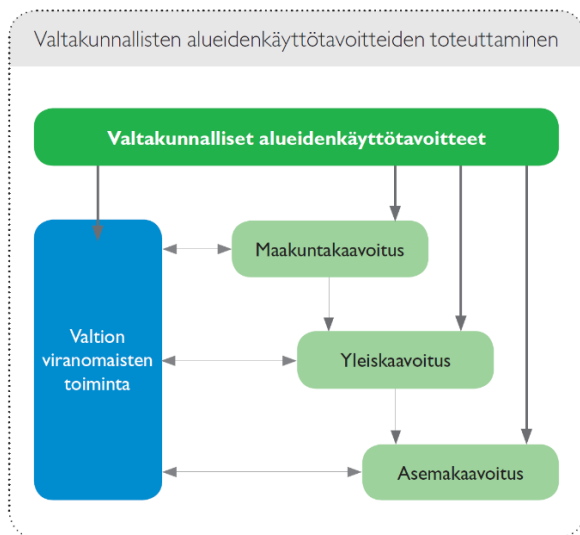 Valtakunnallisten alueidenkäyttötavoitteiden toteuttaminen
Valtakunnalliset alueidenkäyttötavoitteet
Maakuntakaavoitus
Valtion
viranomaisten
toiminta
Yleiskaavoitus
Asemakaavoitus